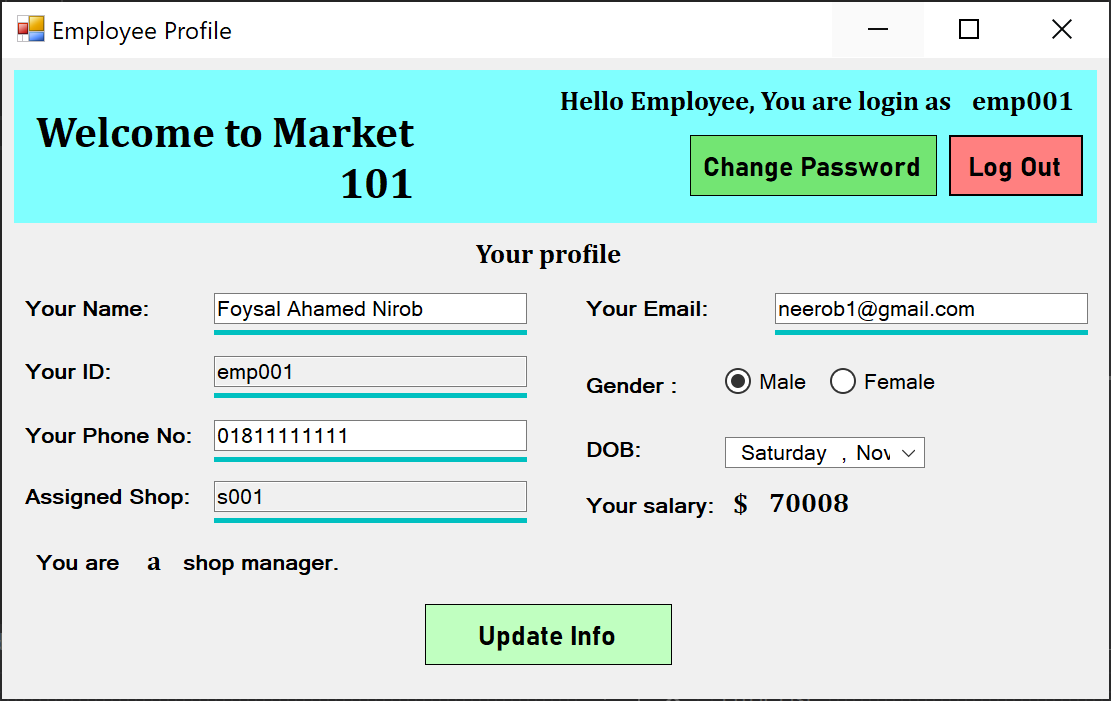 Employee Profile
Hello Employee, You are login as emp001
Welcome to Market
101
Change Password
Log Out
Your profile
Your Name: Foysal Ahamed Nirob
Your Email: neerob1@gmail.com
Your ID: emp001
Gender : Male Female
Your Phone No: 01811111111
DOB: Saturday , Nov
Assigned Shop: s001
Your salary: $ 70008
You are a shop manager.
Update Info